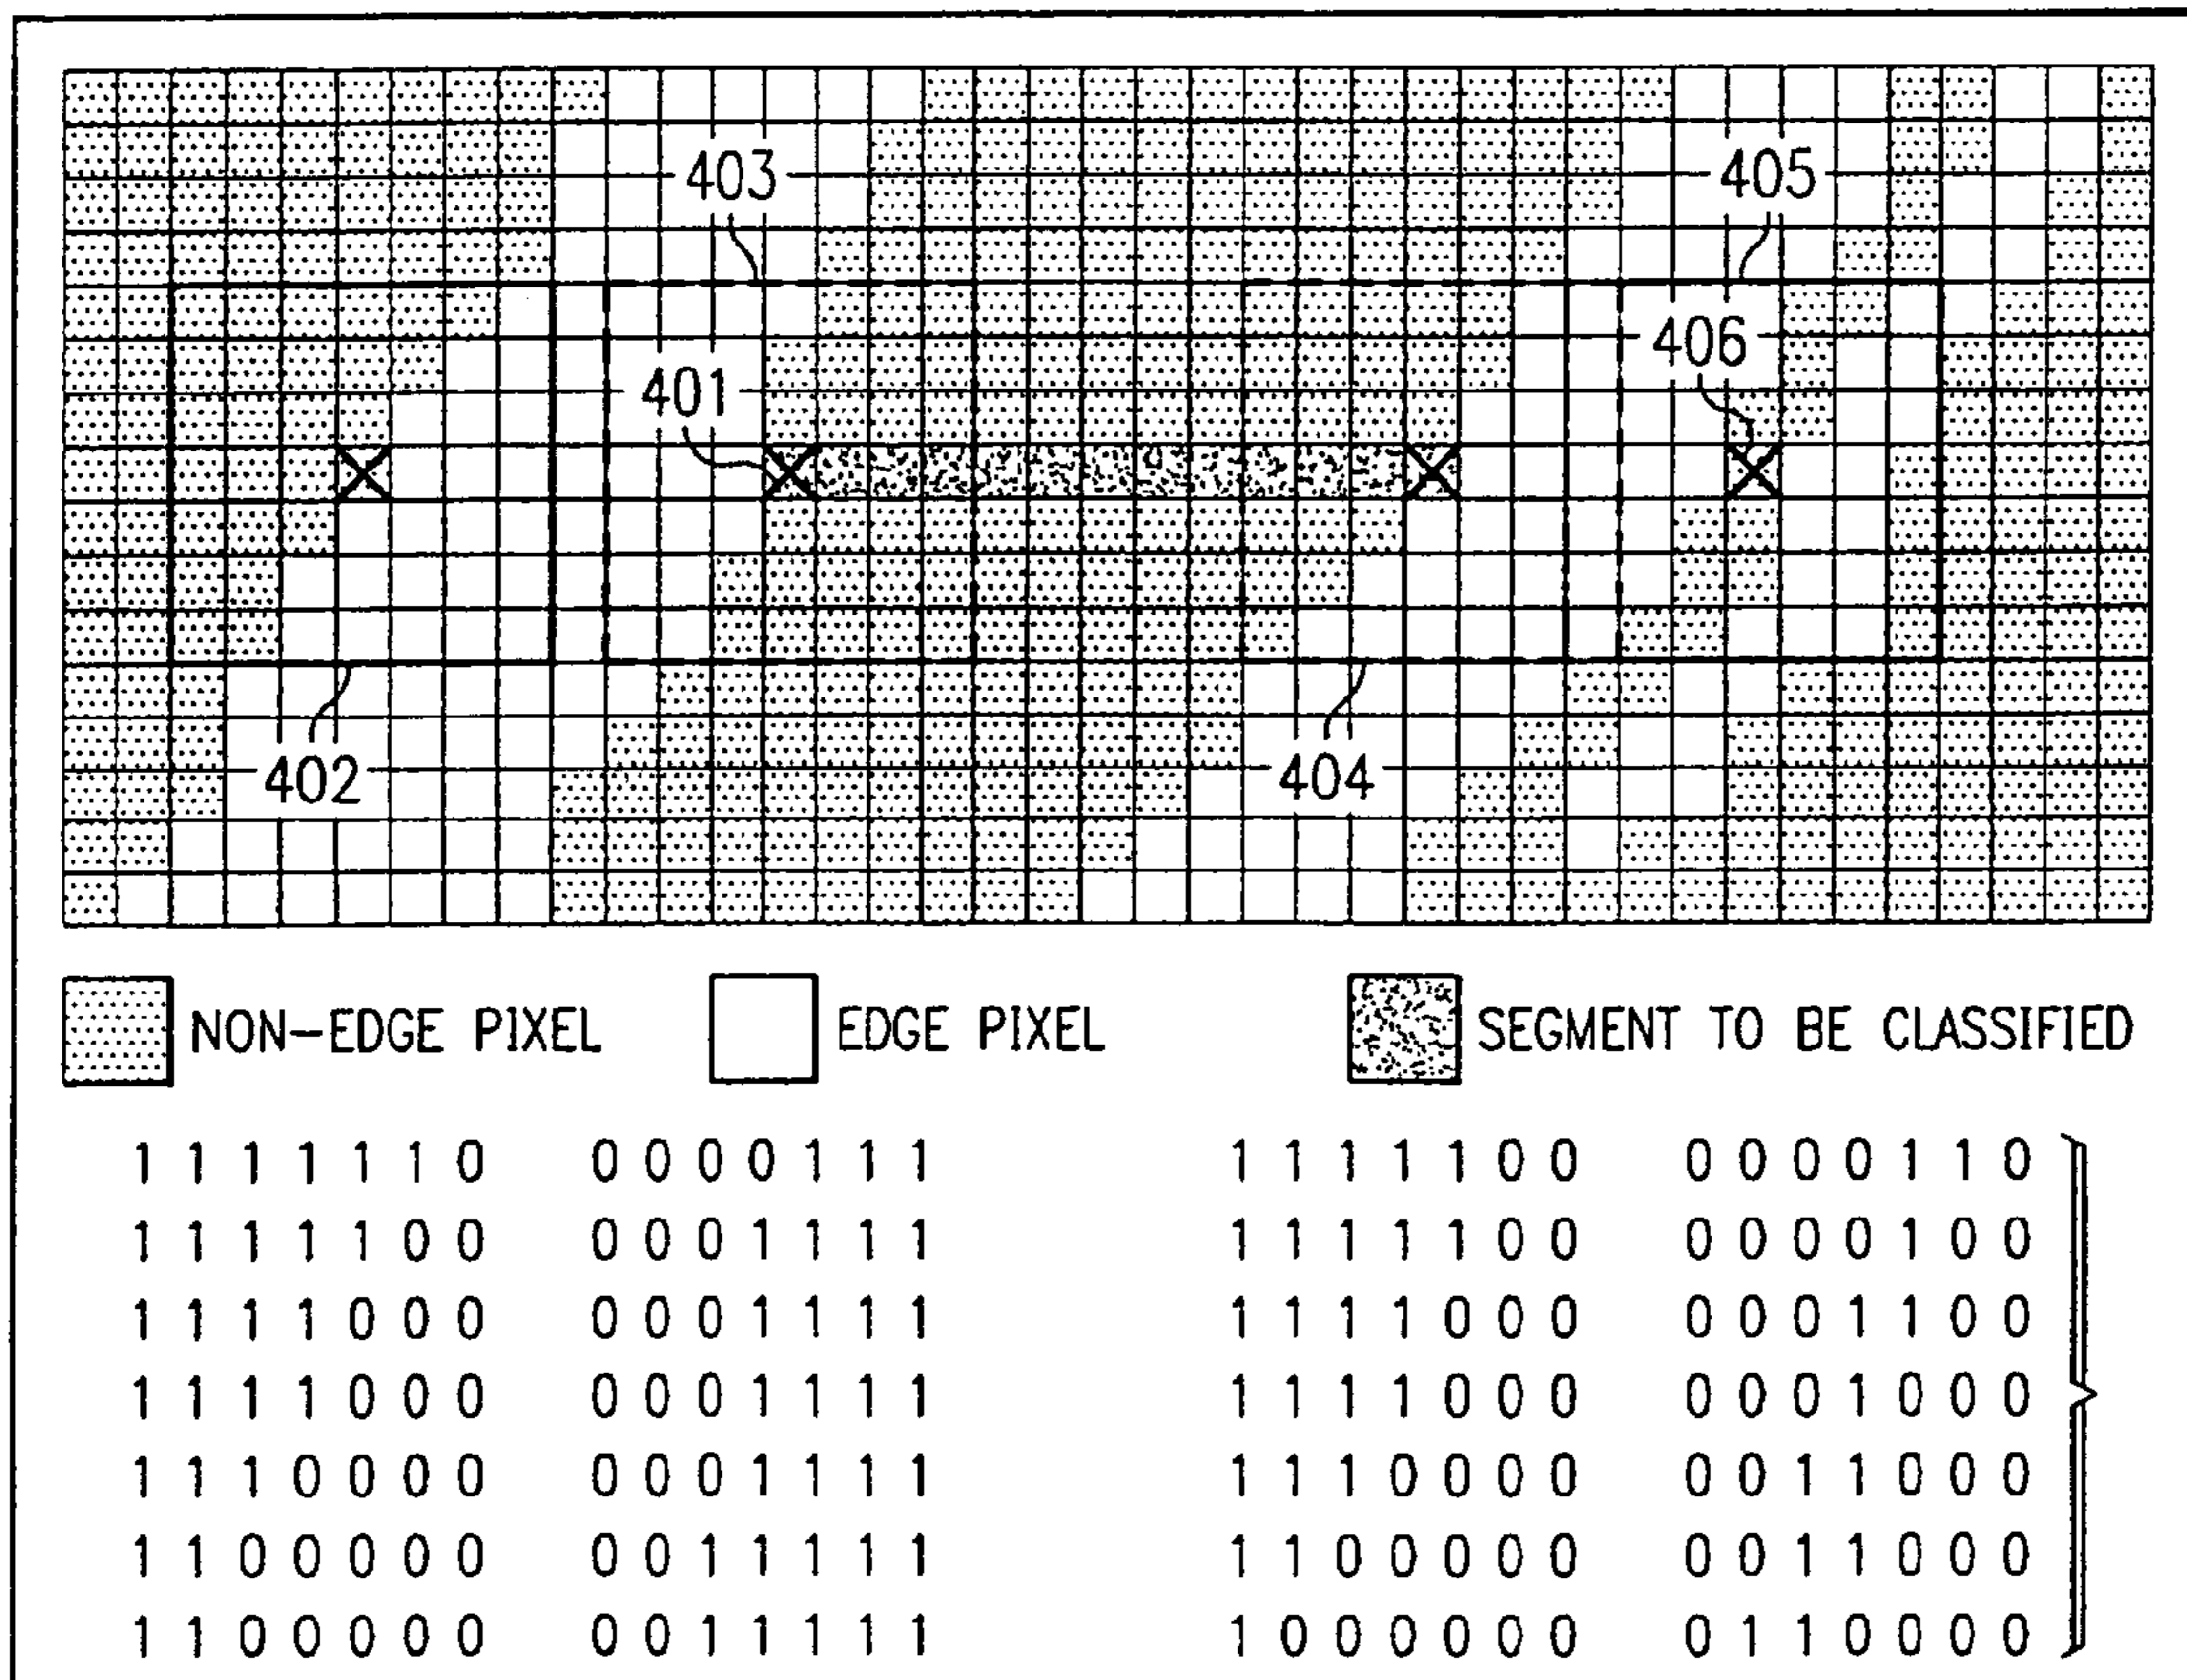 403
405
406
401
402
404
NON-EDGE PIXEL EDGE PIXEL SEGMENT TO BE CLASSIFIED
1 1 1 1 1 1 0 0 0 0 0 1 1 1 1 1 1 1 1 0 0 0 0 0 0 1 1 0
1 1 1 1 1 0 0 0 0 0 1 1 1 1 1 1 1 1 1 0 0 0 0 0 0 1 0 0
1 1 1 1 0 0 0 0 0 0 1 1 1 1 1 1 1 1 0 0 0 0 0 0 1 1 0 0
1 1 1 1 0 0 0 0 0 0 1 1 1 1 1 1 1 1 0 0 0 0 0 0 1 0 0 0
1 1 1 0 0 0 0 0 0 0 1 1 1 1 1 1 1 0 0 0 0 0 0 1 1 0 0 0
1 1 0 0 0 0 0 0 0 1 1 1 1 1 1 1 0 0 0 0 0 0 0 1 1 0 0 0
1 1 0 0 0 0 0 0 0 1 1 1 1 1 1 0 0 0 0 0 0 0 1 1 0 0 0 0